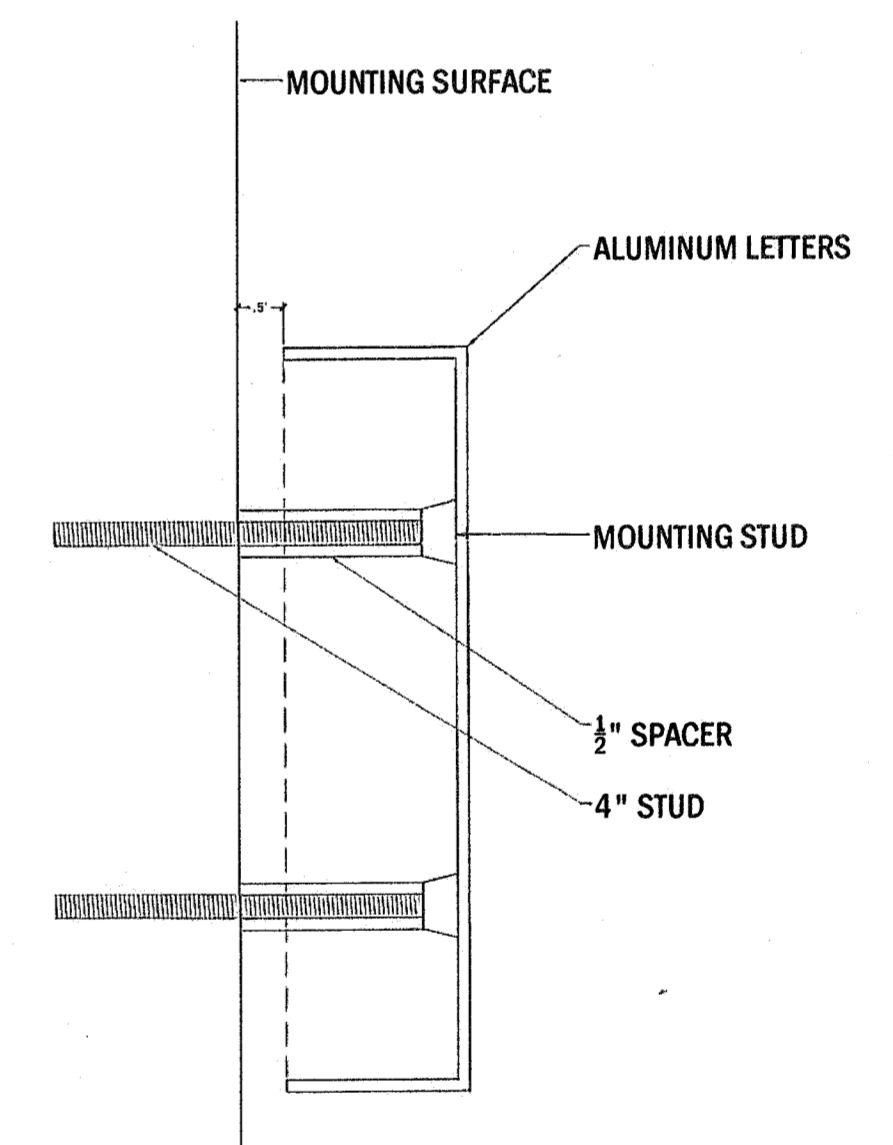 MOUNTING SURFACE
ALUMINUM LETTERS
.5'
MOUNTING STUD
½" SPACER
4" STUD